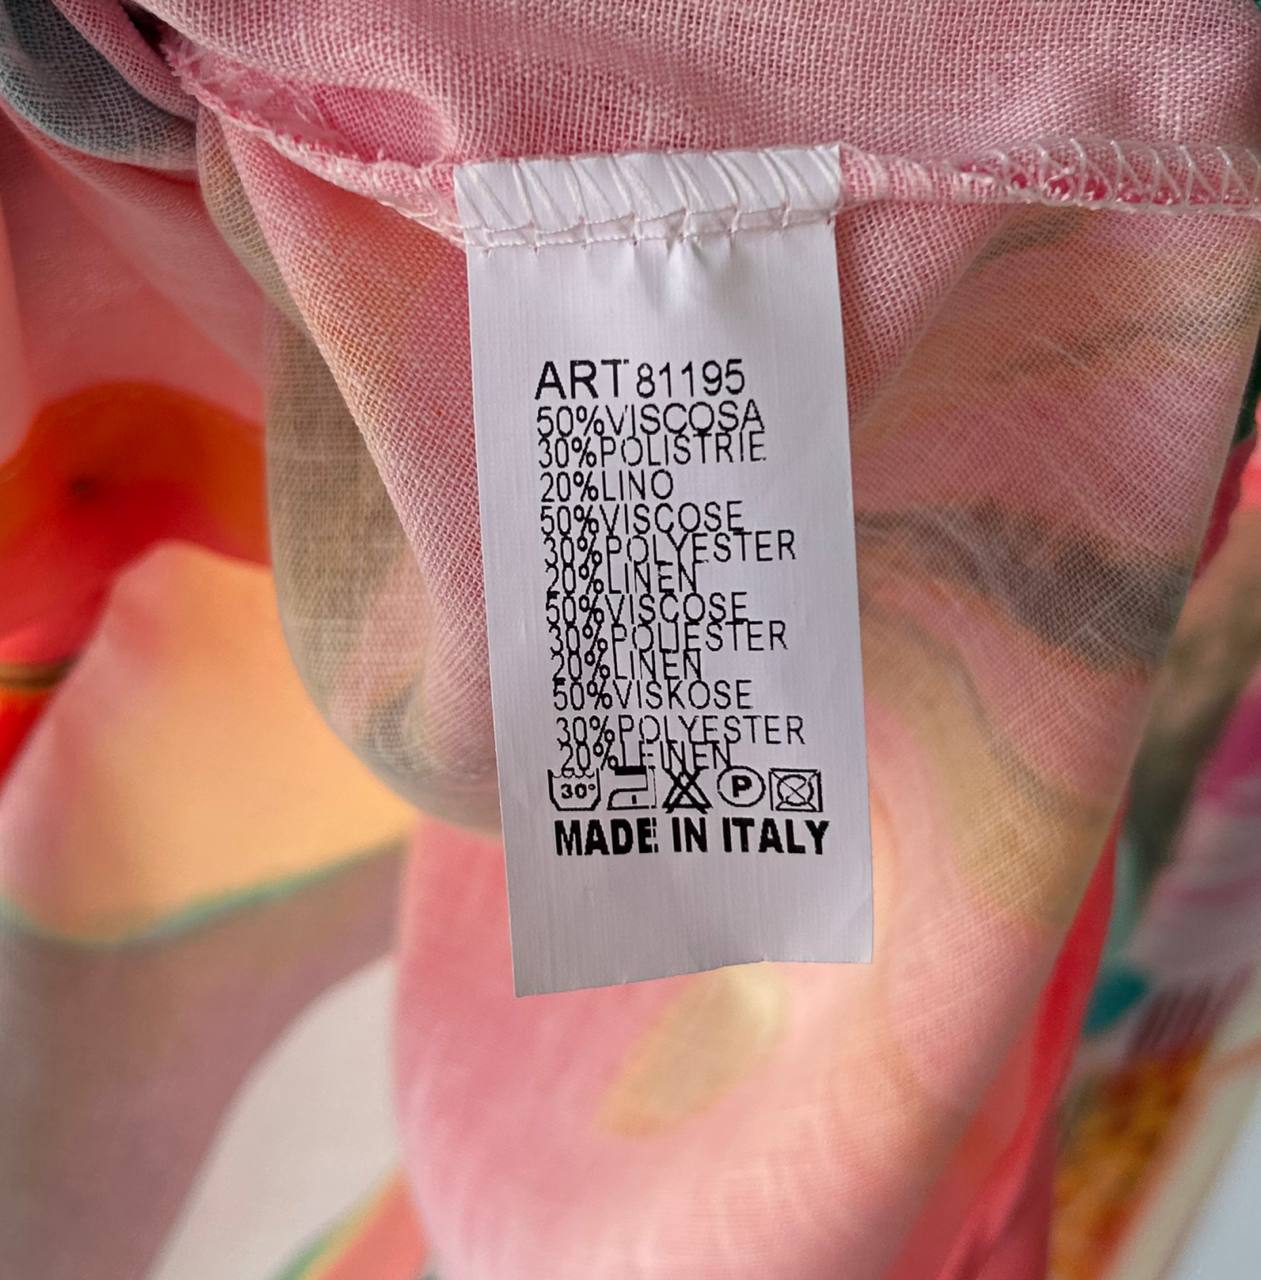 ART 81195
50%VISCOSA
30%POLISTRIE
20%LINO
50%VISCOSE
30%POLYESTER
20%LINEN
50%VISCOSE
30%POLIESTER
20%LINEN
50%VISKOSE
30%POLYESTER
20%LEINEN
30° P
MADE IN ITALY